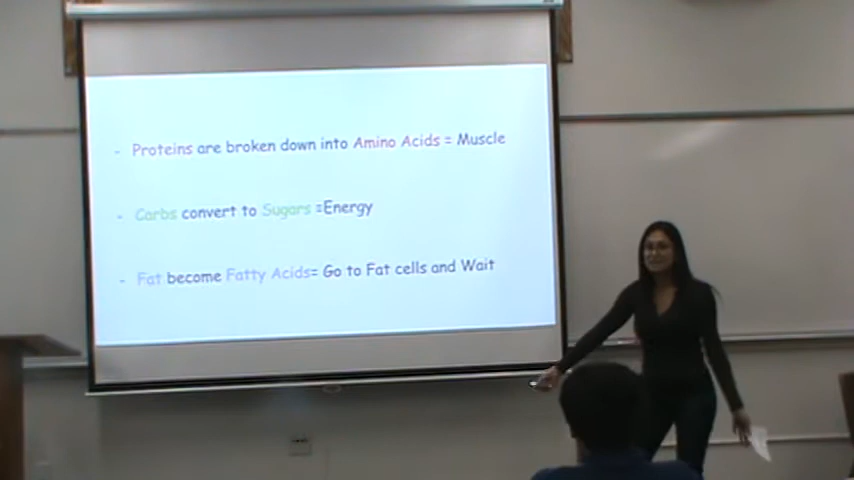 - Proteins are broken down into Amino Acids = Muscle
- Carbs convert to Sugars =Energy
- Fat become Fatty Acids= Go to Fat cells and Wait